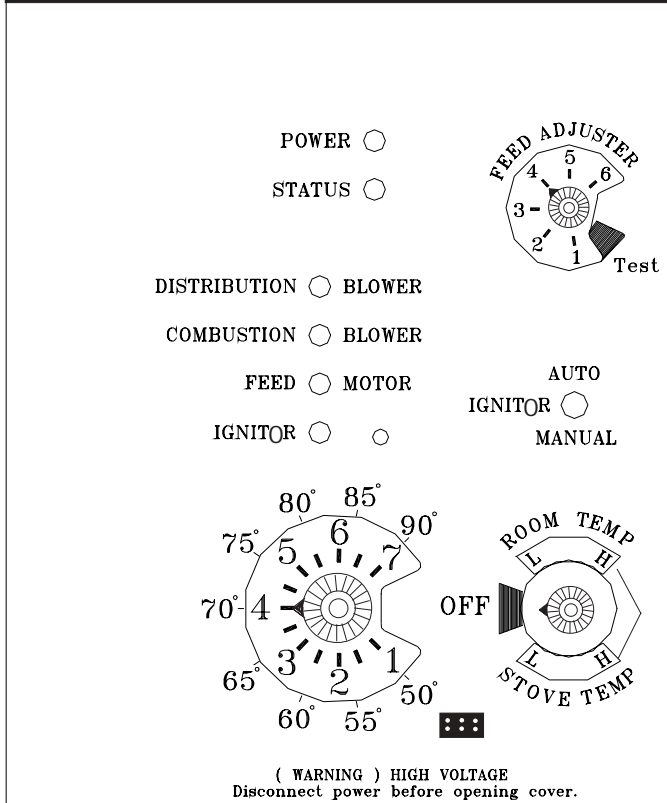 POWER
STATUS
FEED ADJUSTER
1 2 3 4 5 6
Test
DISTRIBUTION BLOWER
COMBUSTION BLOWER
FEED MOTOR
IGNITOR
AUTO
IGNITOR
MANUAL
50° 55° 60° 65° 70° 75° 80° 85° 90°
1 2 3 4 5 6 7
ROOM TEMP
L H
OFF
L H
STOVE TEMP
( WARNING ) HIGH VOLTAGE
Disconnect power before opening cover.